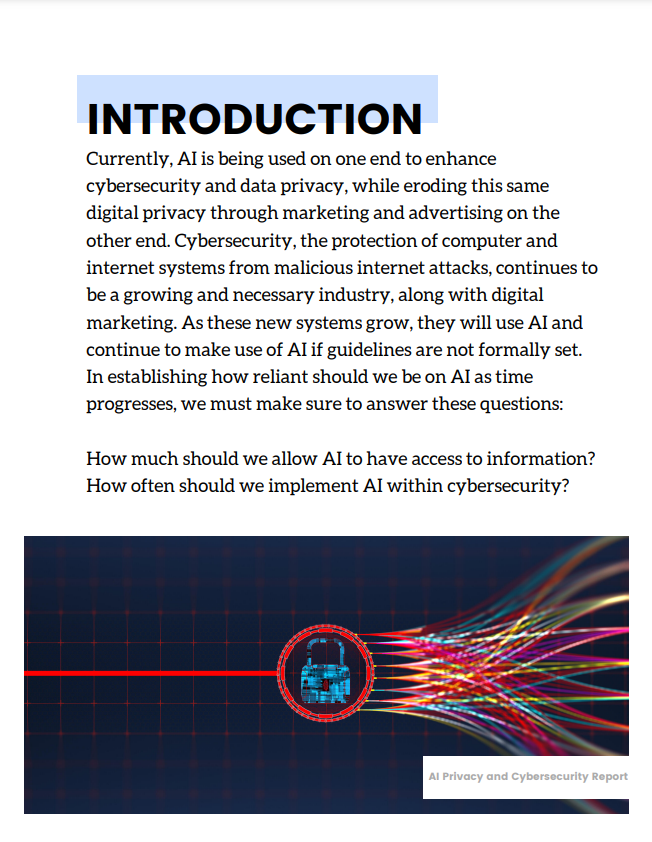 INTRODUCTION
Currently, AI is being used on one end to enhance
cybersecurity and data privacy, while eroding this same
digital privacy through marketing and advertising on the
other end. Cybersecurity, the protection of computer and
internet systems from malicious internet attacks, continues to
be a growing and necessary industry, along with digital
marketing. As these new systems grow, they will use AI and
continue to make use of AI if guidelines are not formally set.
In establishing how reliant should we be on AI as time
progresses, we must make sure to answer these questions:
How much should we allow AI to have access to information?
How often should we implement AI within cybersecurity?
AI Privacy and Cybersecurity Report